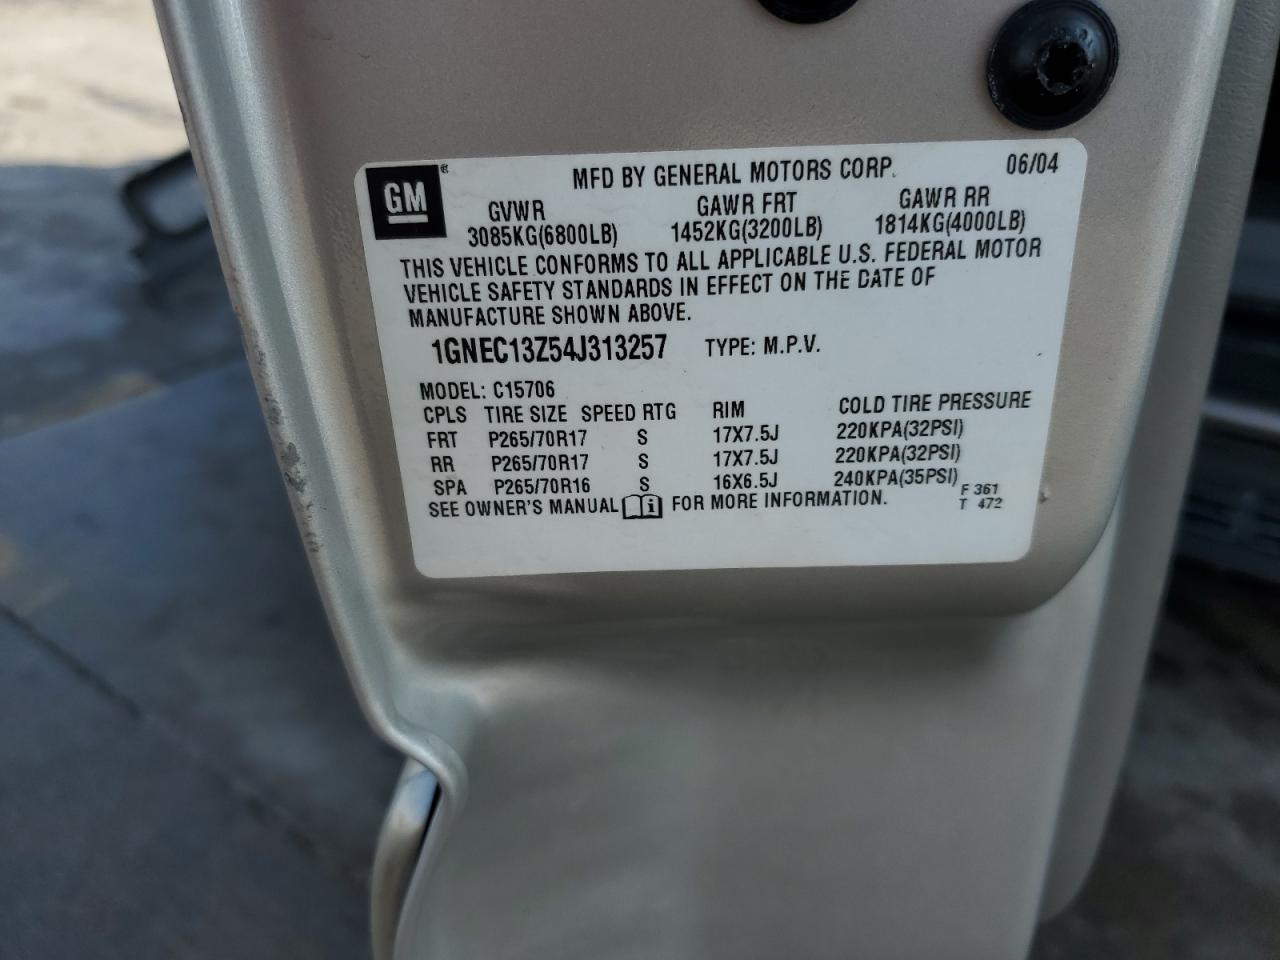 GM ®
MFD BY GENERAL MOTORS CORP. 06/04
GVWR GAWR FRT GAWR RR
3085KG(6800LB) 1452KG(3200LB) 1814KG(4000LB)
THIS VEHICLE CONFORMS TO ALL APPLICABLE U.S. FEDERAL MOTOR
VEHICLE SAFETY STANDARDS IN EFFECT ON THE DATE OF
MANUFACTURE SHOWN ABOVE.
1GNEC13Z54J313257 TYPE: M.P.V.
MODEL: C15706
CPLS TIRE SIZE SPEED RTG RIM COLD TIRE PRESSURE
FRT P265/70R17 S 17X7.5J 220KPA(32PSI)
RR P265/70R17 S 17X7.5J 220KPA(32PSI)
SPA P265/70R16 S 16X6.5J 240KPA(35PSI)
SEE OWNER'S MANUAL i FOR MORE INFORMATION.
F 361
T 472